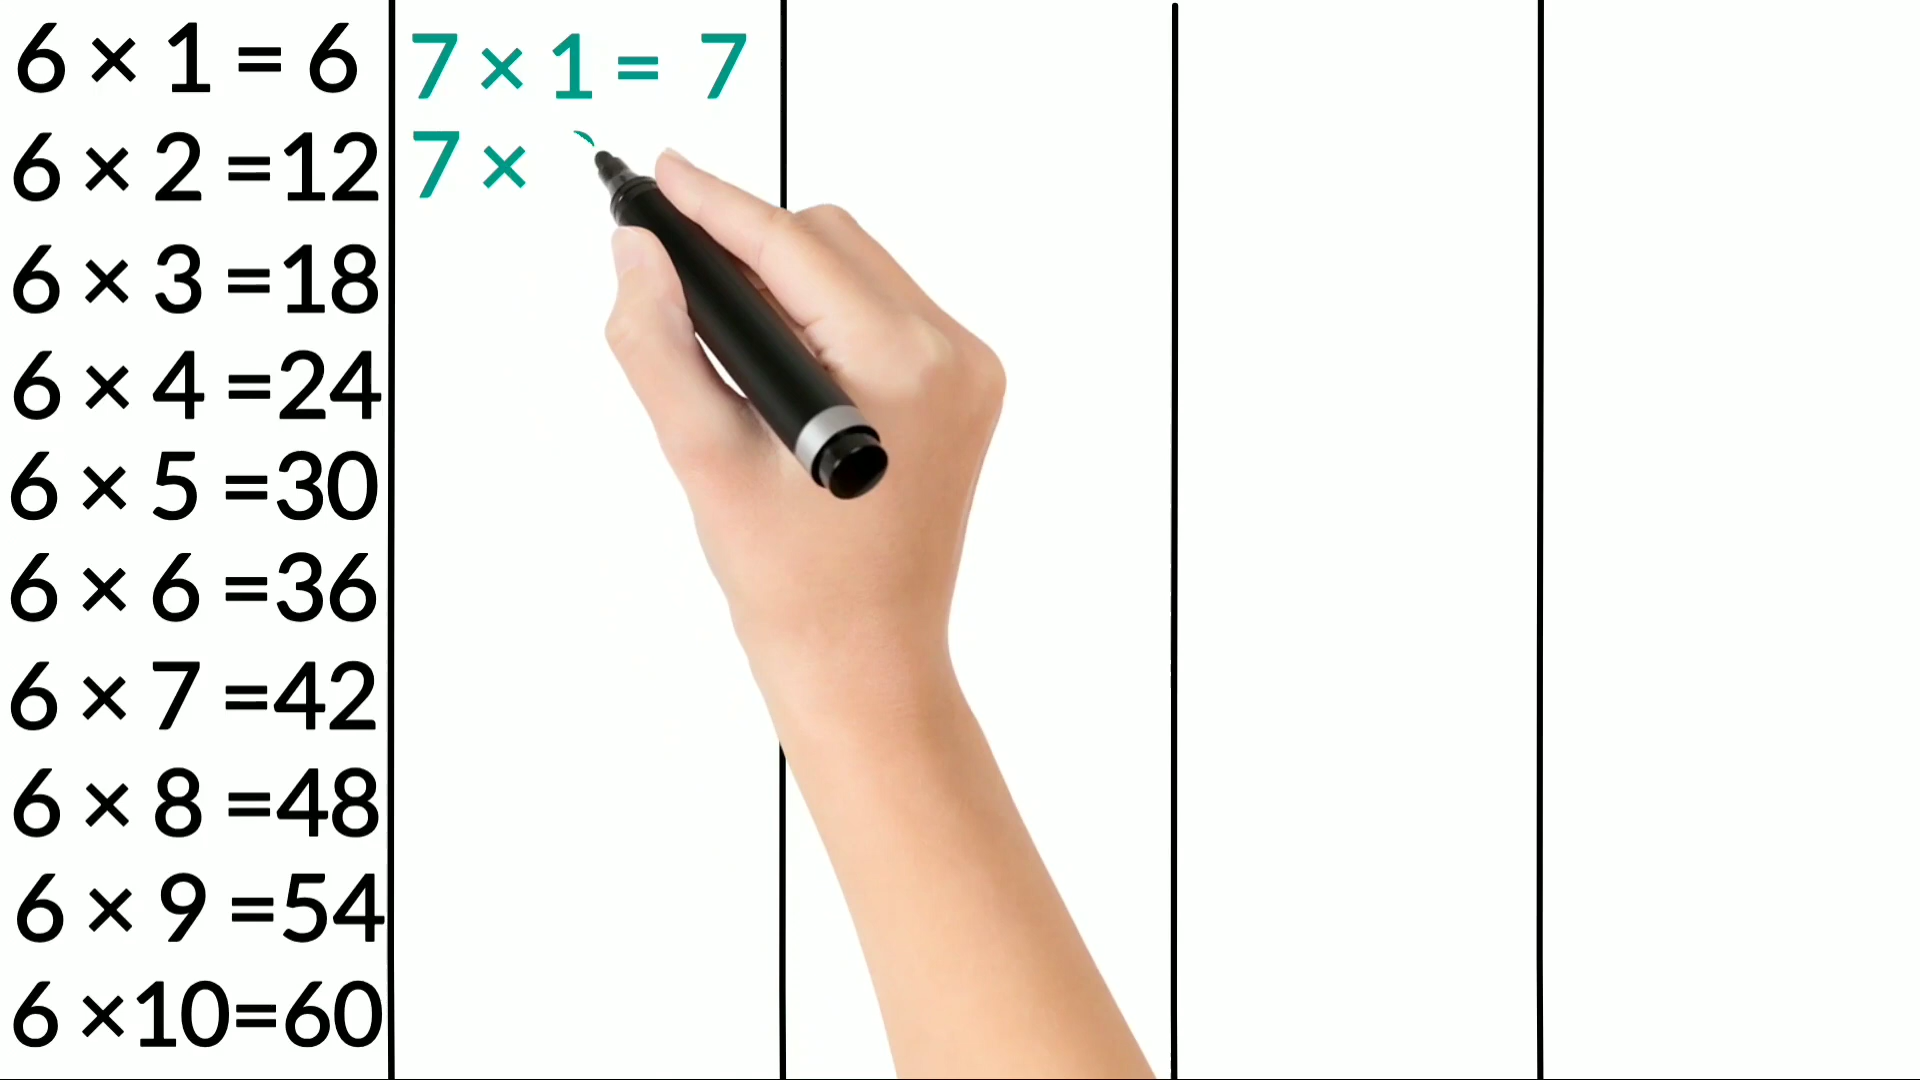 6 × 1 = 6
6 × 2 =12
6 × 3 =18
6 × 4 =24
6 × 5 =30
6 × 6 =36
6 × 7 =42
6 × 8 =48
6 × 9 =54
6 ×10=60
7 × 1 = 7
7 ×